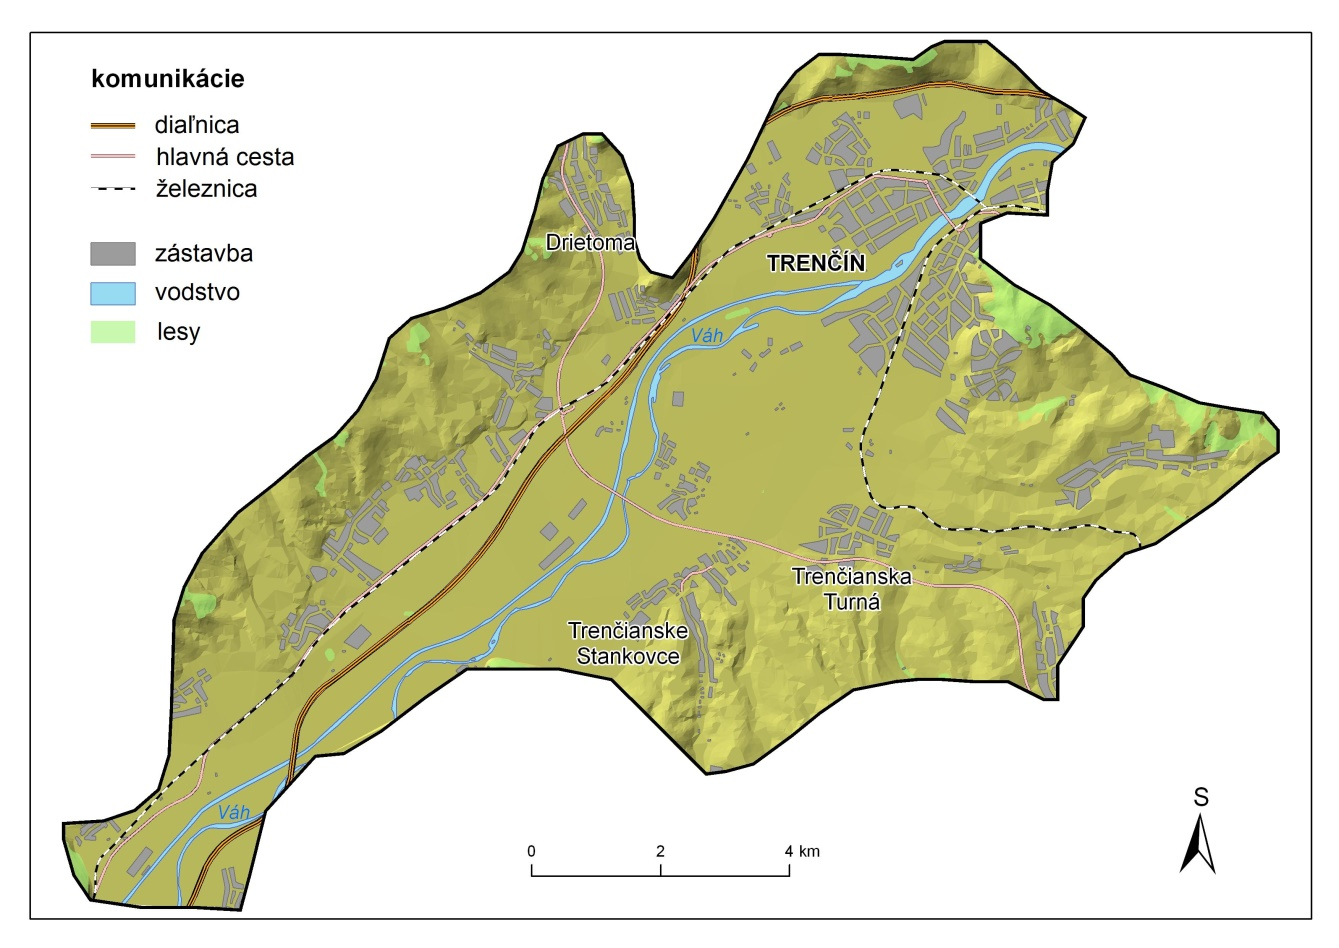 komunikácie
diaľnica
hlavná cesta
železnica
zástavba
vodstvo
lesy
Drietoma
TRENČÍN
Váh
Trenčianska
Turná
Trenčianske
Stankovce
Váh
S
0 2 4 km